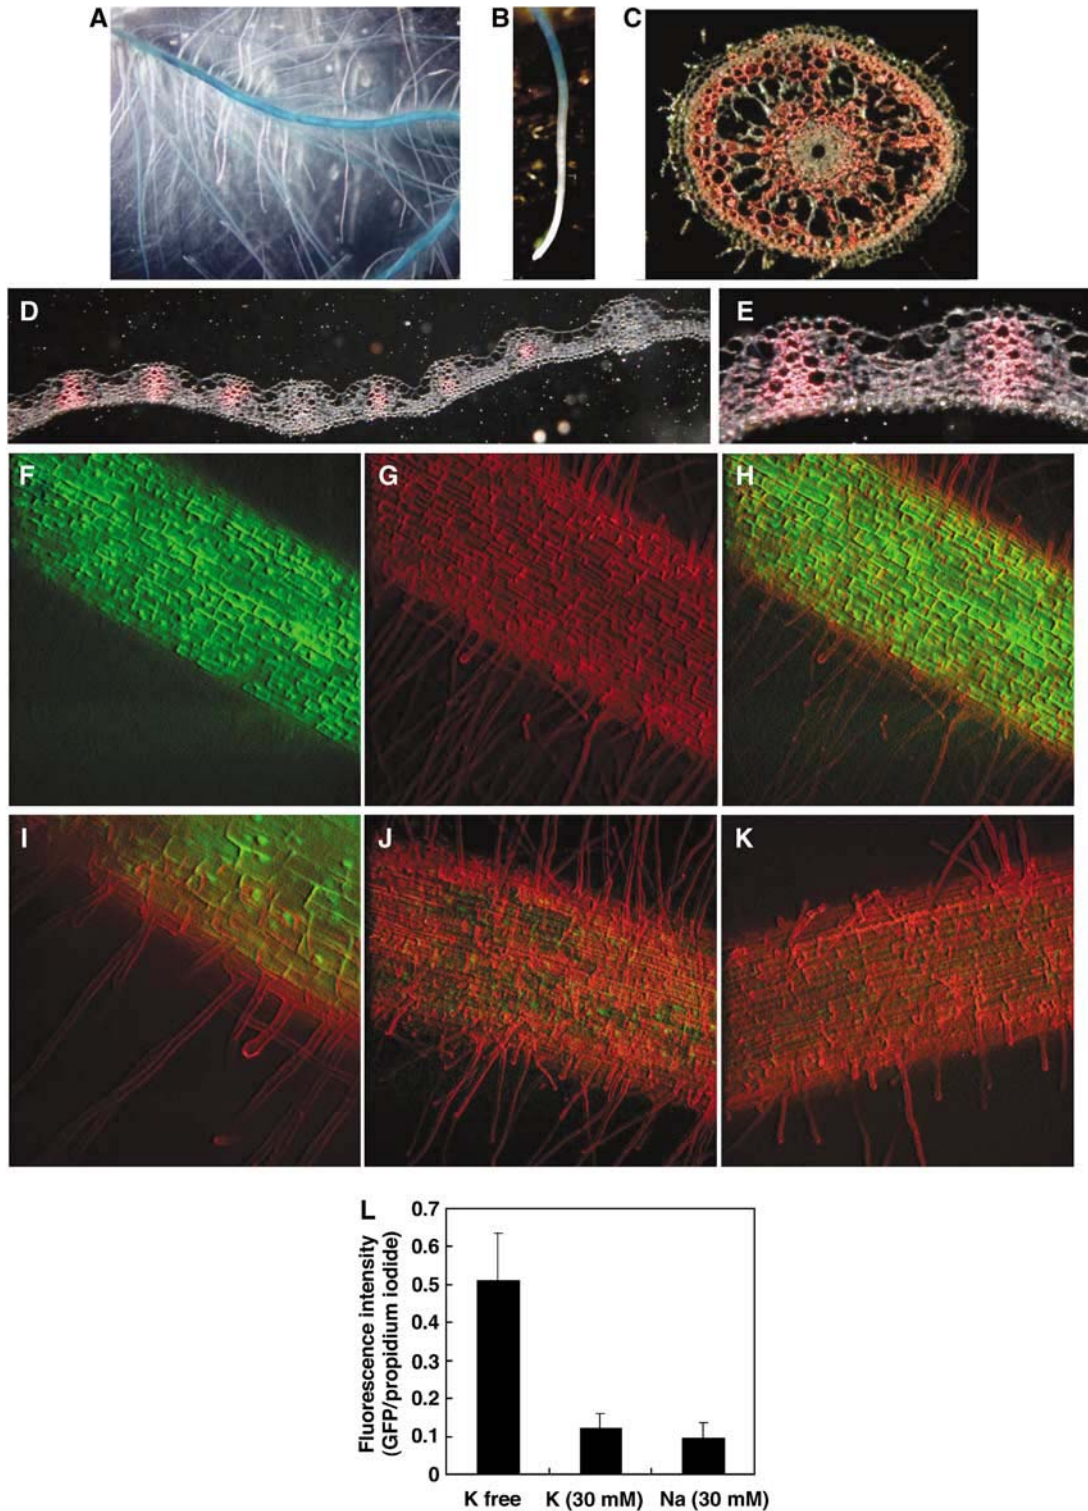 A
B
C
D
E
F
G
H
I
J
K
L
Fluorescence intensity
(GFP/propidium iodide)
0.7
0.6
0.5
0.4
0.3
0.2
0.1
0
K free
K (30 mM)
Na (30 mM)